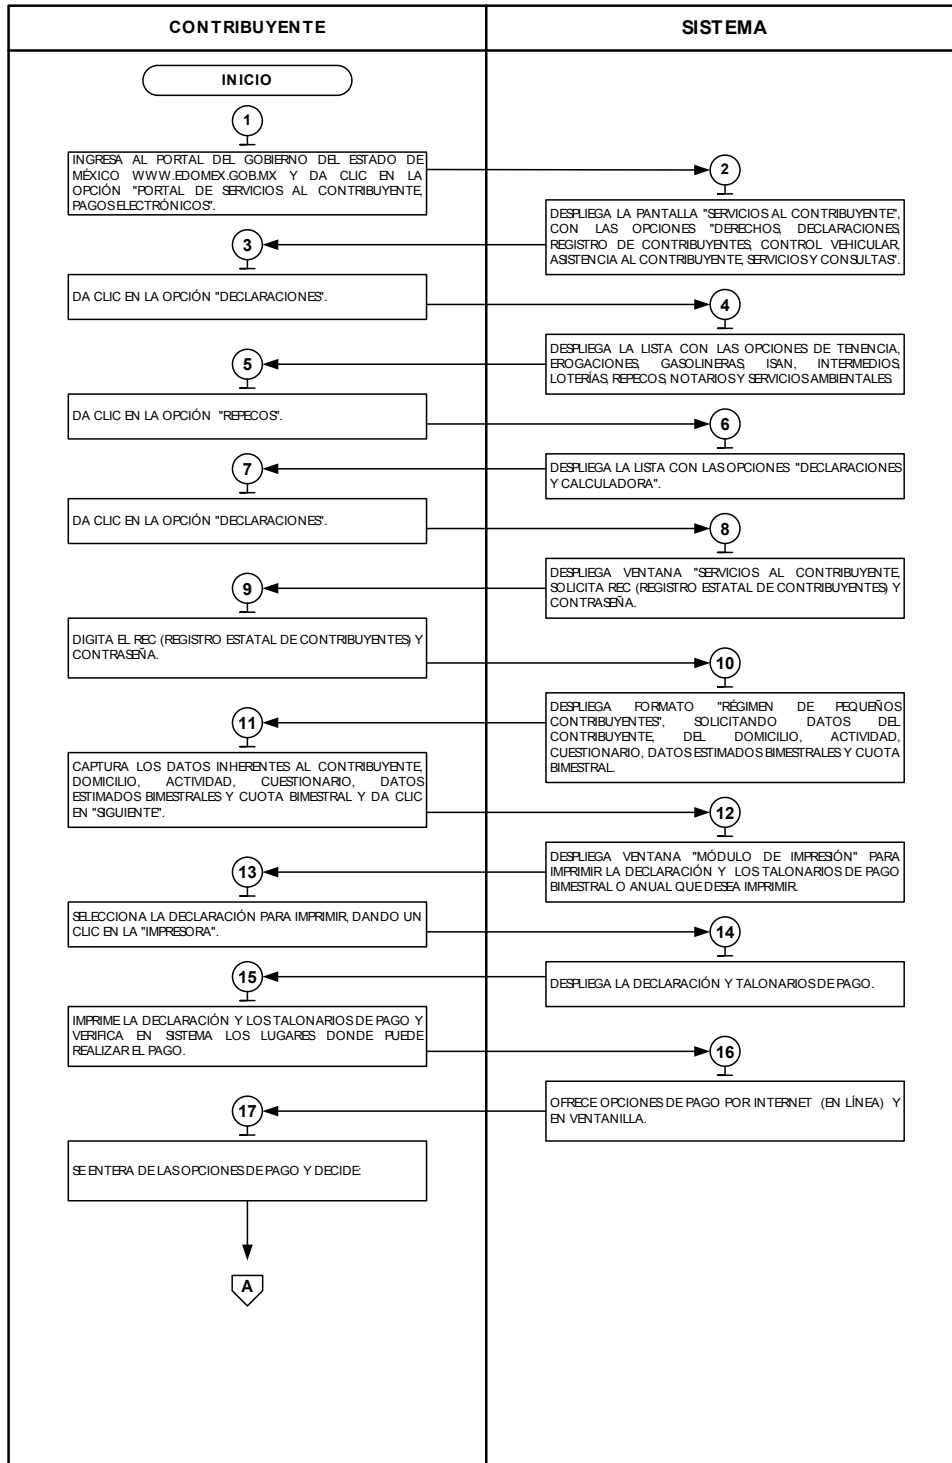 CONTRIBUYENTE
SISTEMA
INICIO
1
INGRESA AL PORTAL DEL GOBIERNO DEL ESTADO DE
MÉXICO WWW.EDOMEX.GOB.MX Y DA CLIC EN LA
OPCIÓN "PORTAL DE SERVICIOS AL CONTRIBUYENTE,
PAGOS ELECTRÓNICOS".
2
DESPLIEGA LA PANTALLA "SERVICIOS AL CONTRIBUYENTE",
CON LAS OPCIONES "DERECHOS, DECLARACIONES,
REGISTRO DE CONTRIBUYENTES, CONTROL VEHICULAR,
ASISTENCIA AL CONTRIBUYENTE, SERVICIOS Y CONSULTAS".
3
DA CLIC EN LA OPCIÓN "DECLARACIONES".
4
DESPLIEGA LA LISTA CON LAS OPCIONES DE TENENCIA,
EROGACIONES, GASOLINERAS, ISAN, INTERMEDIOS,
LOTERÍAS, REPECOS, NOTARIOS Y SERVICIOS AMBIENTALES.
5
DA CLIC EN LA OPCIÓN "REPECOS".
6
DESPLIEGA LA LISTA CON LAS OPCIONES "DECLARACIONES
Y CALCULADORA".
7
DA CLIC EN LA OPCIÓN "DECLARACIONES".
8
DESPLIEGA VENTANA "SERVICIOS AL CONTRIBUYENTE,
SOLICITA REC (REGISTRO ESTATAL DE CONTRIBUYENTES) Y
CONTRASEÑA.
9
DIGITA EL REC (REGISTRO ESTATAL DE CONTRIBUYENTES) Y
CONTRASEÑA.
10
DESPLIEGA FORMATO "RÉGIMEN DE PEQUEÑOS
CONTRIBUYENTES", SOLICITANDO DATOS DEL
CONTRIBUYENTE, DEL DOMICILIO, ACTIVIDAD,
CUESTIONARIO, DATOS ESTIMADOS BIMESTRALES Y CUOTA
BIMESTRAL.
11
CAPTURA LOS DATOS INHERENTES AL CONTRIBUYENTE,
DOMICILIO, ACTIVIDAD, CUESTIONARIO, DATOS
ESTIMADOS BIMESTRALES Y CUOTA BIMESTRAL Y DA CLIC
EN "SIGUIENTE".
12
DESPLIEGA VENTANA "MÓDULO DE IMPRESIÓN" PARA
IMPRIMIR LA DECLARACIÓN Y LOS TALONARIOS DE PAGO
BIMESTRAL O ANUAL QUE DESEA IMPRIMIR.
13
SELECCIONA LA DECLARACIÓN PARA IMPRIMIR, DANDO UN
CLIC EN LA "IMPRESORA".
14
DESPLIEGA LA DECLARACIÓN Y TALONARIOS DE PAGO.
15
IMPRIME LA DECLARACIÓN Y LOS TALONARIOS DE PAGO Y
VERIFICA EN SISTEMA LOS LUGARES DONDE PUEDE
REALIZAR EL PAGO.
16
OFRECE OPCIONES DE PAGO POR INTERNET (EN LÍNEA) Y
EN VENTANILLA.
17
SE ENTERA DE LAS OPCIONES DE PAGO Y DECIDE:
A